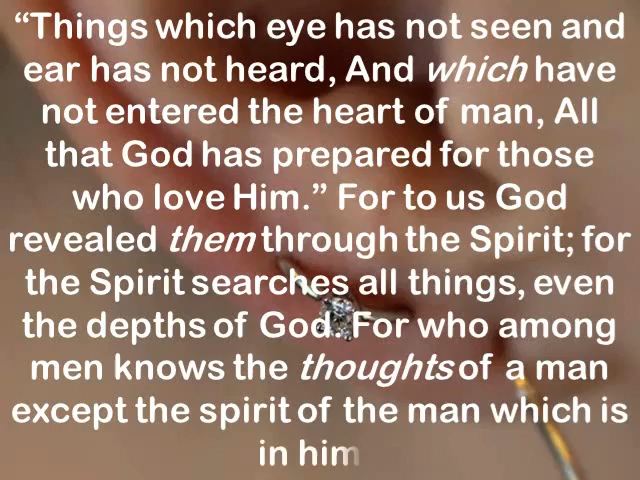 “Things which eye has not seen and
ear has not heard, And which have
not entered the heart of man, All
that God has prepared for those
who love Him.” For to us God
revealed them through the Spirit; for
the Spirit searches all things, even
the depths of God. For who among
men knows the thoughts of a man
except the spirit of the man which is
in him